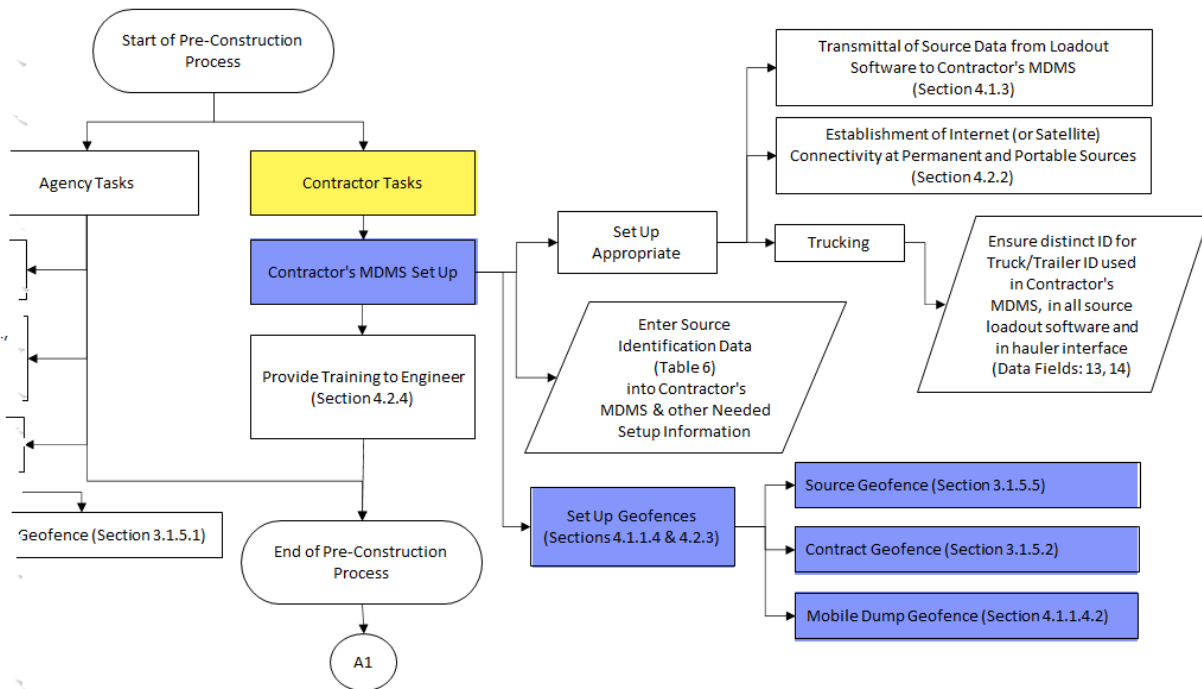 Start of Pre-Construction
Process
Agency Tasks
Contractor Tasks
Contractor's MDMS Set Up
Provide Training to Engineer
(Section 4.2.4)
Geofence (Section 3.1.5.1)
End of Pre-Construction
Process
A1
Set Up
Appropriate
Transmittal of Source Data from Loadout
Software to Contractor's MDMS
(Section 4.1.3)
Establishment of Internet (or Satellite)
Connectivity at Permanent and Portable Sources
(Section 4.2.2)
Trucking
Ensure distinct ID for
Truck/Trailer ID used
in Contractor's
MDMS, in all source
loadout software and
in hauler interface
(Data Fields: 13, 14)
Enter Source
Identification Data
(Table 6)
into Contractor's
MDMS & other Needed
Setup Information
Set Up Geofences
(Sections 4.1.1.4 & 4.2.3)
Source Geofence (Section 3.1.5.5)
Contract Geofence (Section 3.1.5.2)
Mobile Dump Geofence (Section 4.1.1.4.2)